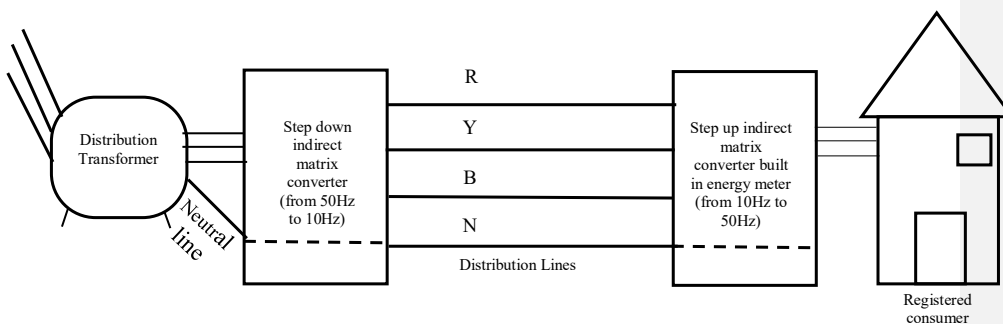 Distribution
Transformer
Neutral
line
Step down
indirect
matrix
converter
(from 50Hz
to 10Hz)
R
Y
B
N
Distribution Lines
Step up indirect
matrix
converter built
in energy meter
(from 10Hz to
50Hz)
Registered
consumer